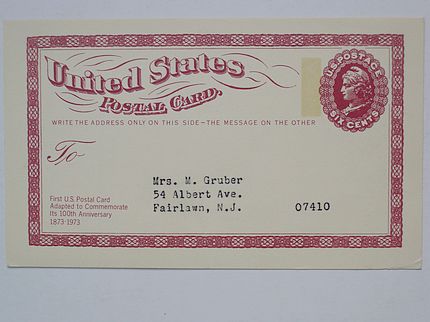 United States
POSTAL CARD.
U.S. POSTAGE
SIX CENTS
WRITE THE ADDRESS ONLY ON THIS SIDE – THE MESSAGE ON THE OTHER
To
Mrs. M. Gruber
54 Albert Ave.
Fairlawn, N.J. 07410
First U.S. Postal Card
Adapted to Commemorate
Its 100th Anniversary
1873-1973